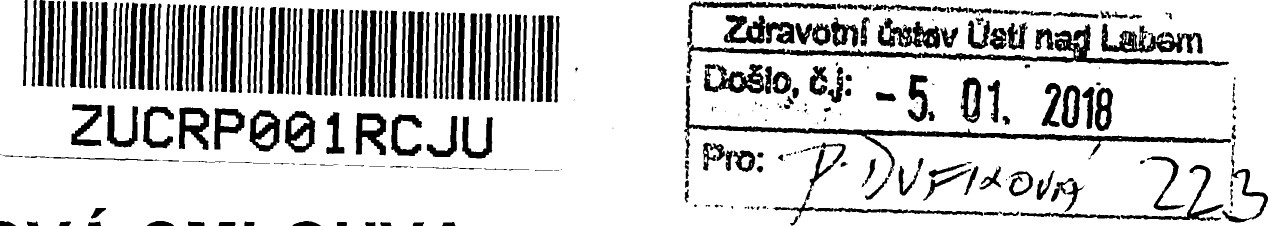 ZUCRP001RCJU
Zdravotní ústav Ústí nad Labem
Došlo, č.j: - 5. 01. 2018
Pro: P. DUFIXOVÁ 223